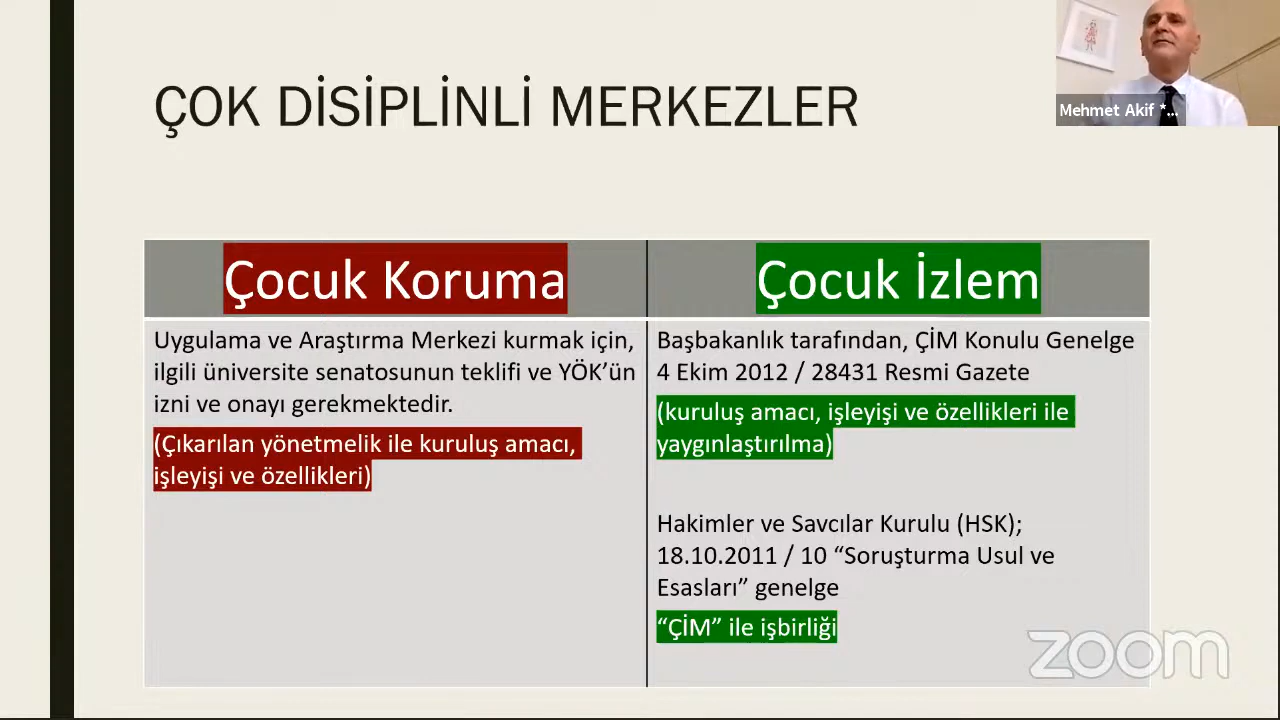 ÇOK DİSİPLİNLİ MERKEZLER
Mehmet Akif *...
Çocuk Koruma
Çocuk İzlem
Uygulama ve Araştırma Merkezi kurmak için,
ilgili üniversite senatosunun teklifi ve YÖK’ün
izni ve onayı gerekmektedir.
(Çıkarılan yönetmelik ile kuruluş amacı,
işleyişi ve özellikleri)
Başbakanlık tarafından, ÇİM Konulu Genelge
4 Ekim 2012 / 28431 Resmi Gazete
(kuruluş amacı, işleyişi ve özellikleri ile
yaygınlaştırılma)
Hakimler ve Savcılar Kurulu (HSK);
18.10.2011 / 10 “Soruşturma Usul ve
Esasları” genelge
“ÇİM” ile işbirliği
zoom